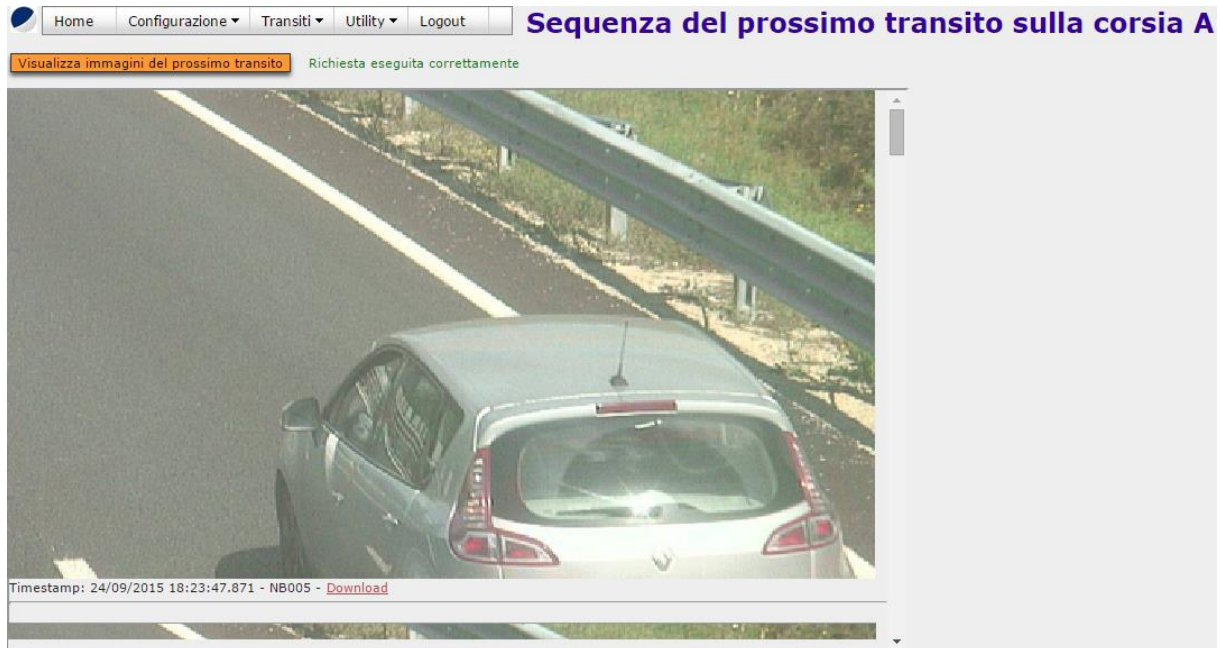 Home Configurazione Transiti Utility Logout Sequenza del prossimo transito sulla corsia A
Visualizza immagini del prossimo transito Richiesta eseguita correttamente
Timestamp: 24/09/2015 18:23:47.871 - NB005 - Download